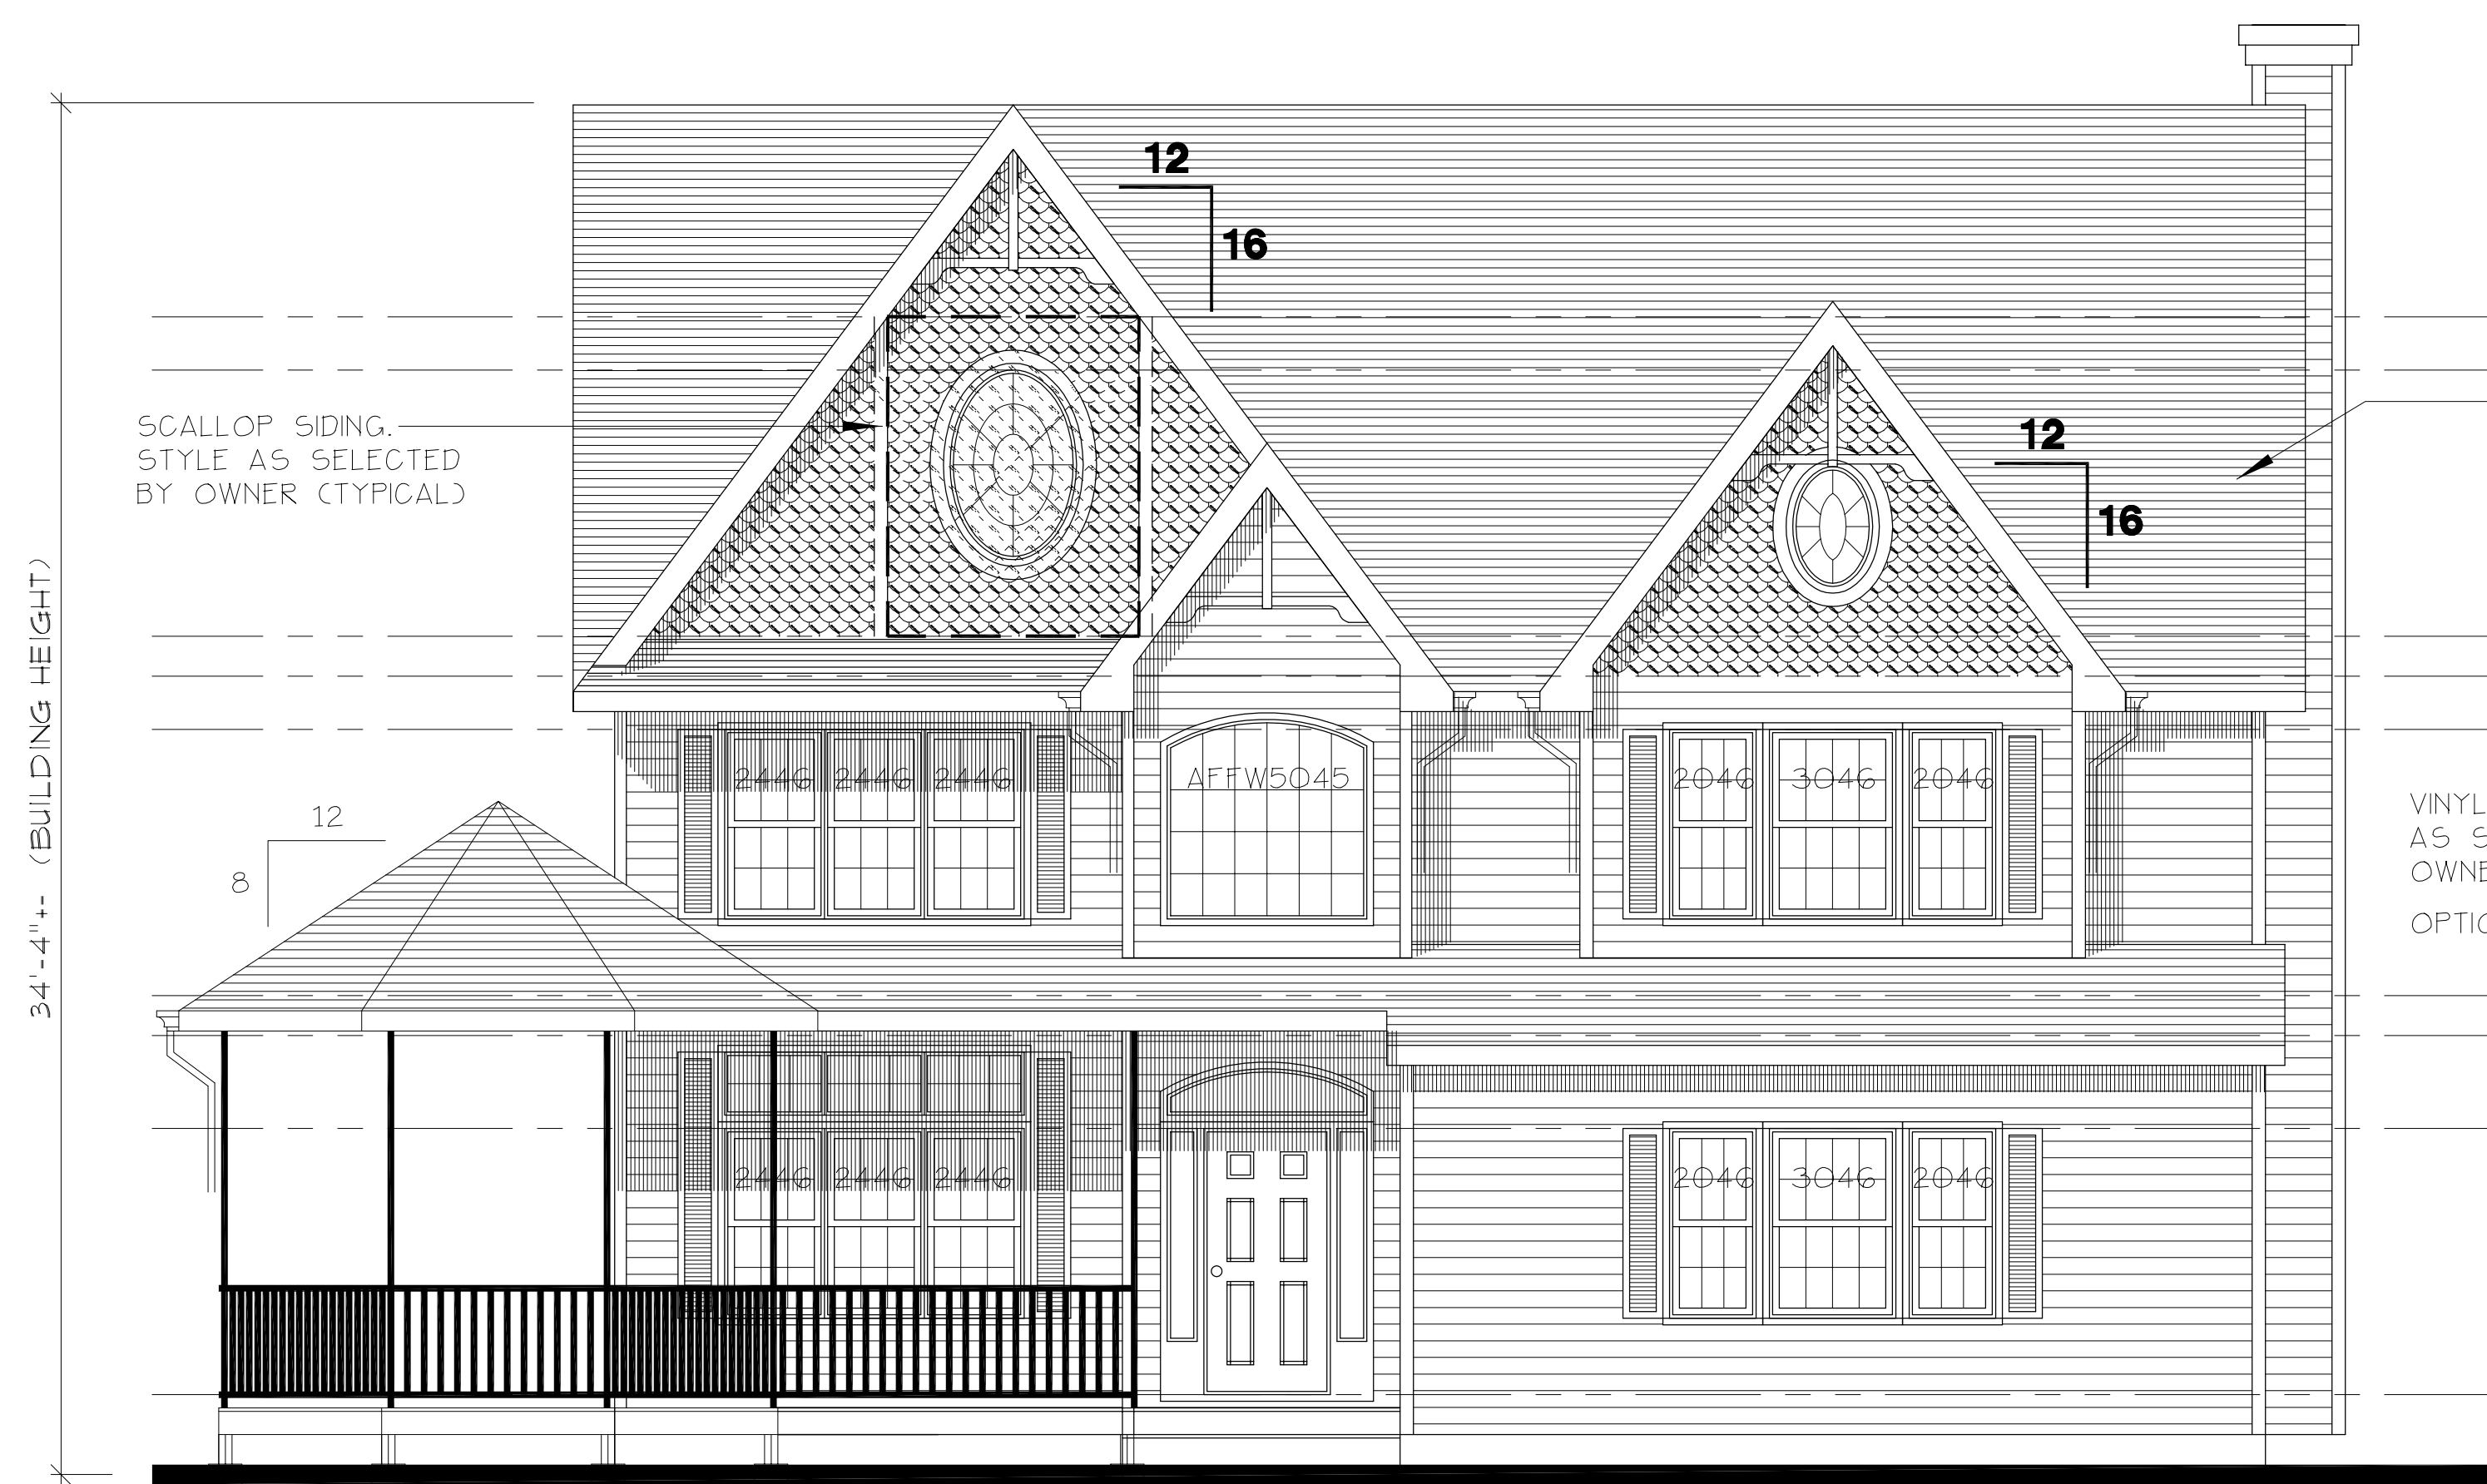 12
16
SCALLOP SIDING.
STYLE AS SELECTED
BY OWNER (TYPICAL)
12
16
34'-4"+- (BUILDING HEIGHT)
2446 2446 2446
AFFW5045
2046 3046 2046
12
8
VINYL
AS S
OWNE
OPTIO
2446 2446 2446
2046 3046 2046